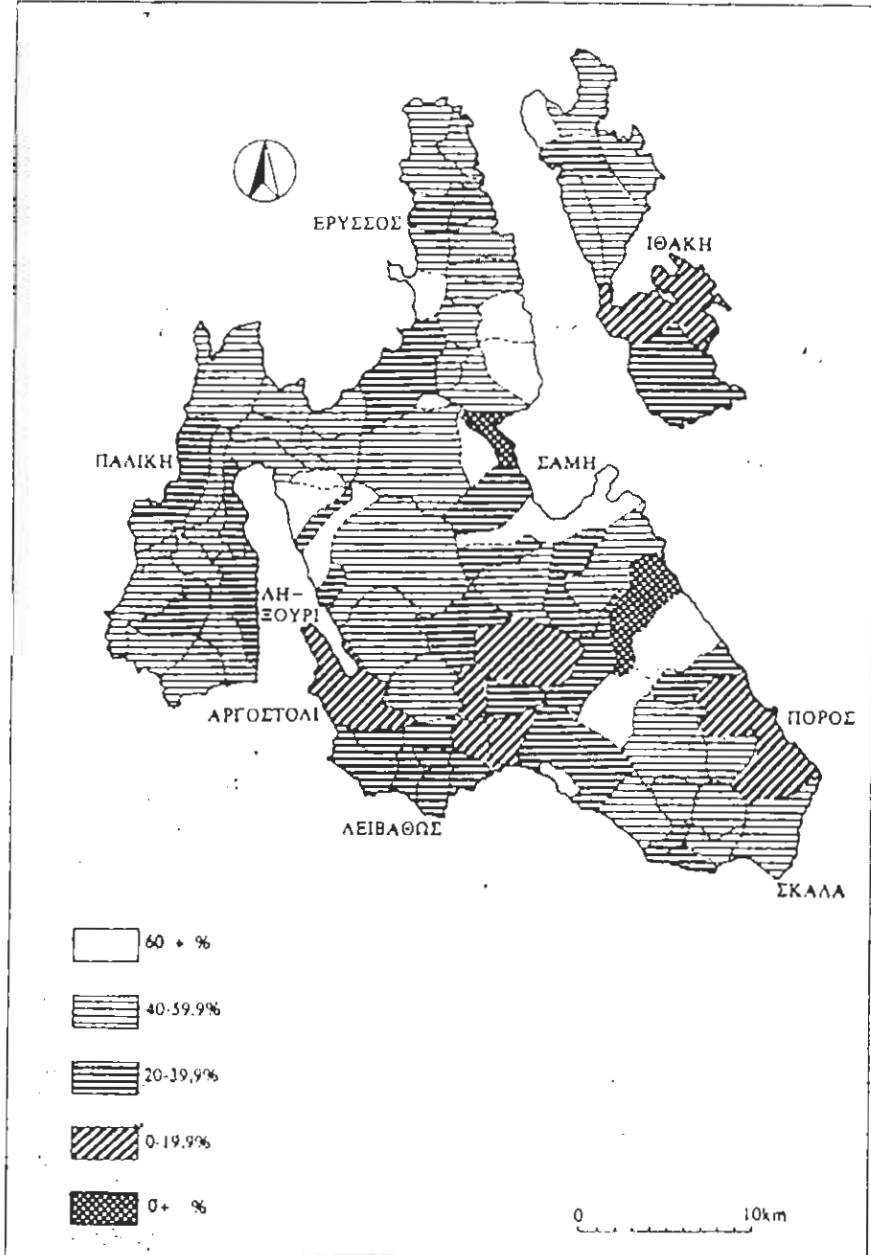 ΕΡΥΣΣΟΣ
ΙΘΑΚΗ
ΠΑΛΙΚΗ
ΣΑΜΗ
ΛΗ-
ΞΟΥΡΙ
ΑΡΓΟΣΤΟΛΙ
ΠΟΡΟΣ
ΛΕΙΒΑΘΩΣ
ΣΚΑΛΑ
60 + %
40-59.9%
20-39,9%
0-19,9%
0+ %
0 10km